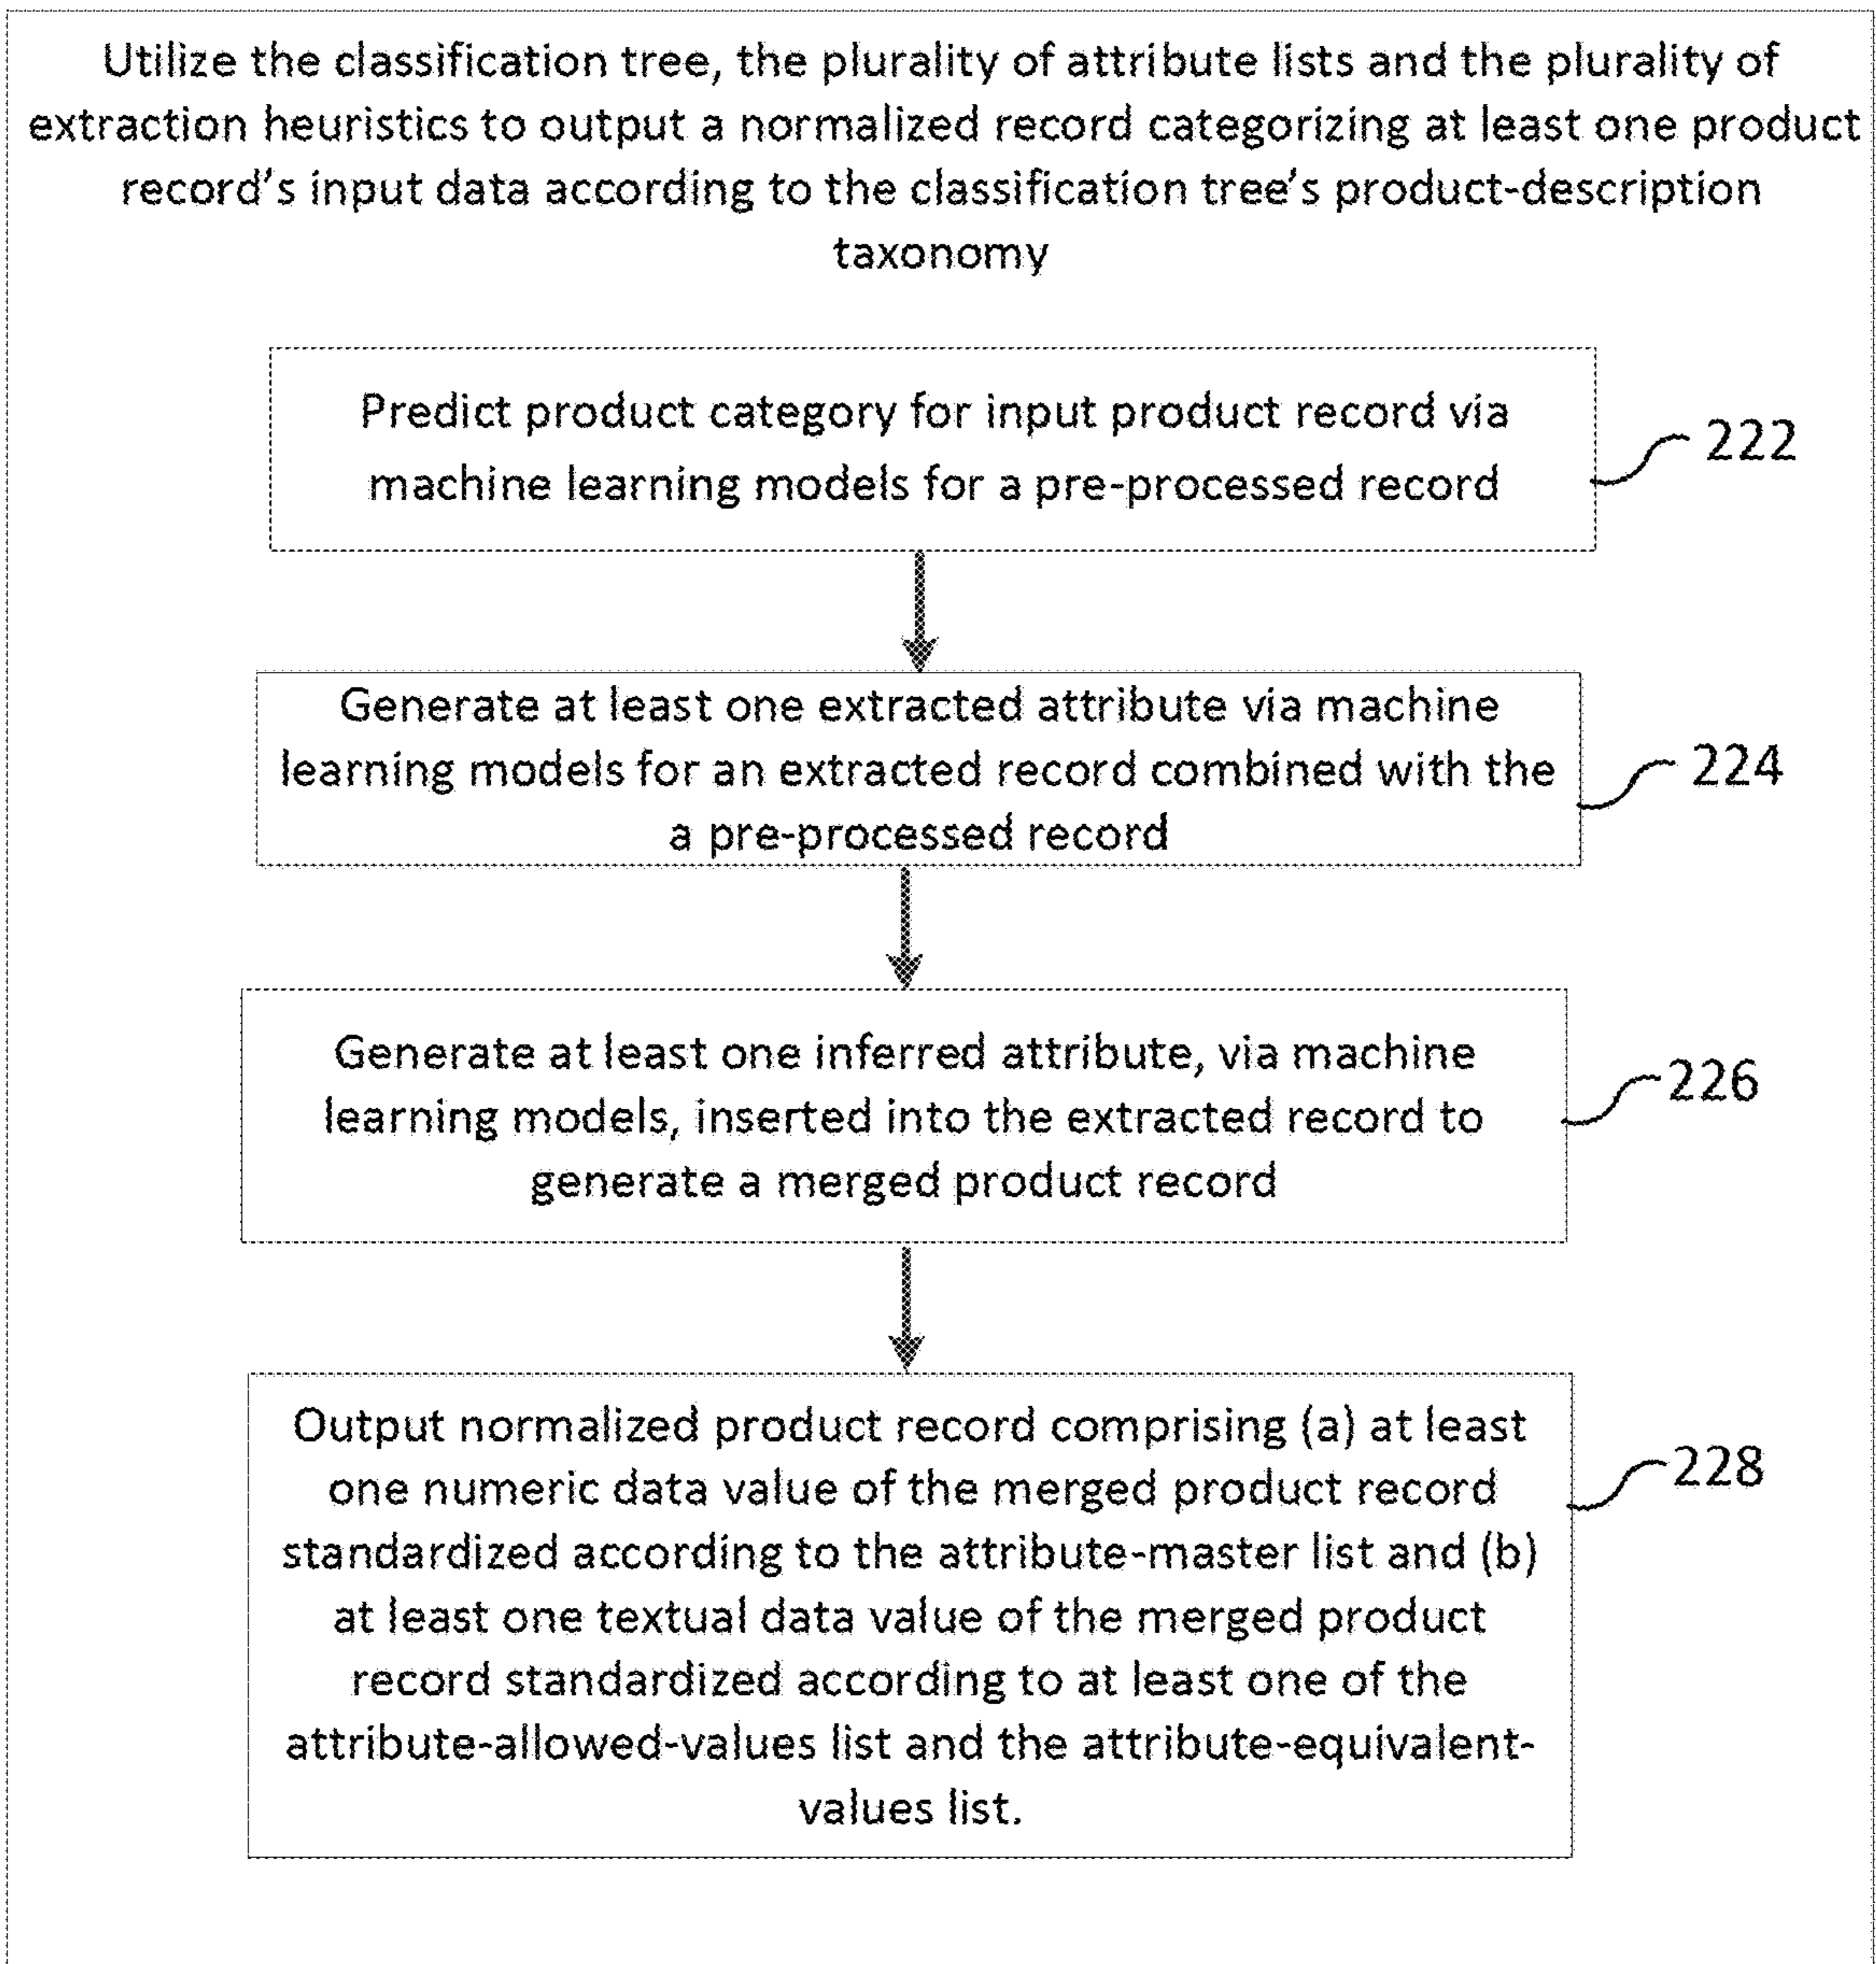 Utilize the classification tree, the plurality of attribute lists and the plurality of
extraction heuristics to output a normalized record categorizing at least one product
record's input data according to the classification tree's product-description
taxonomy
Predict product category for input product record via
machine learning models for a pre-processed record
222
Generate at least one extracted attribute via machine
learning models for an extracted record combined with the
a pre-processed record
224
Generate at least one inferred attribute, via machine
learning models, inserted into the extracted record to
generate a merged product record
226
Output normalized product record comprising (a) at least
one numeric data value of the merged product record
standardized according to the attribute-master list and (b)
at least one textual data value of the merged product
record standardized according to at least one of the
attribute-allowed-values list and the attribute-equivalent-
values list.
228